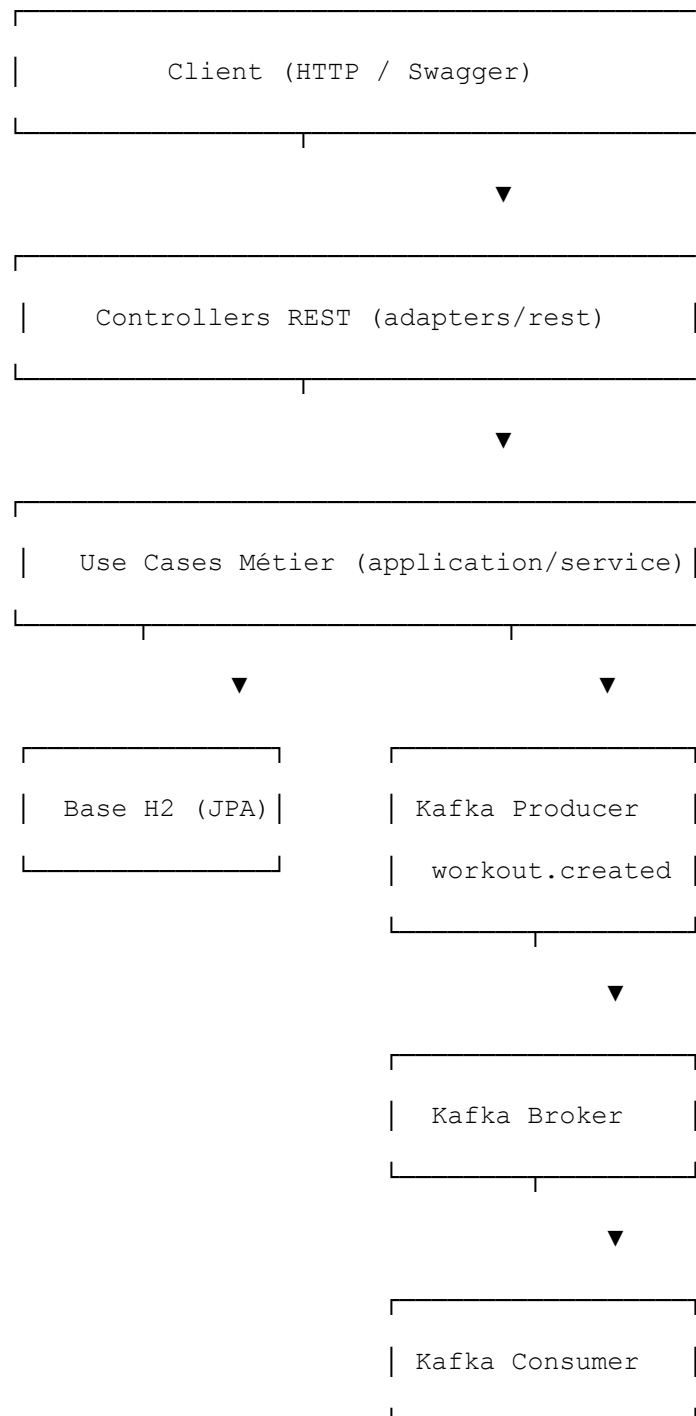 Client (HTTP / Swagger)
Controllers REST (adapters/rest)
Use Cases Métier (application/service)
Base H2 (JPA)
Kafka Producer
workout.created
Kafka Broker
Kafka Consumer